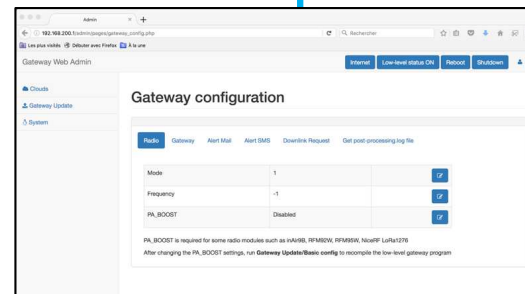 Admin
192.168.200.1/admin/pages/gateway_config.php
Rechercher
Les plus visités Débuter avec Firefox À la une
Gateway Web Admin
Internet Low-level status ON Reboot Shutdown
Clouds
Gateway Update
System
Gateway configuration
Radio Gateway Alert Mail Alert SMS Downlink Request Get post-processing.log file
Mode 1
Frequency -1
PA_BOOST Disabled
PA_BOOST is required for some radio modules such as inAir9B, RFM92W, RFM95W, NiceRF LoRa1276
After changing the PA_BOOST settings, run Gateway Update/Basic config to recompile the low-level gateway program